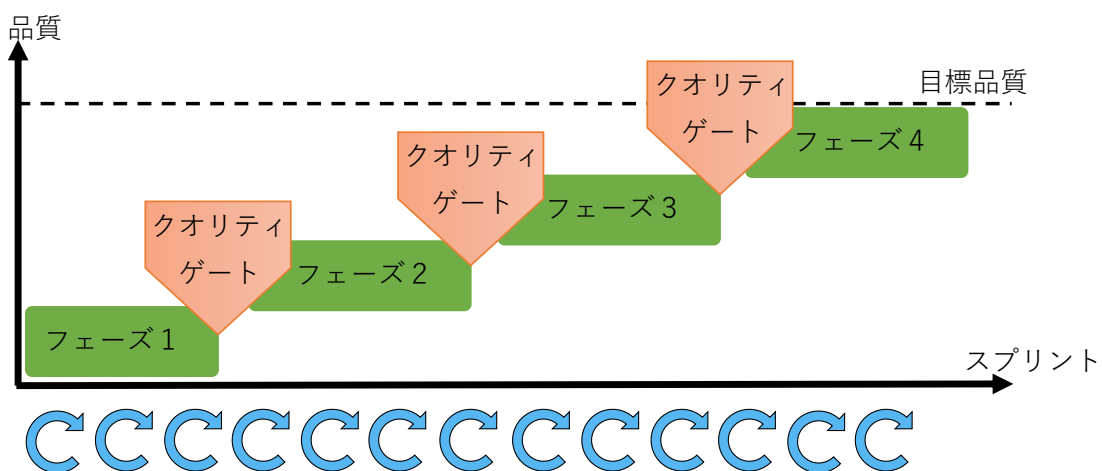 品質
目標品質
クオリティ
ゲート
フェーズ４
クオリティ
ゲート
フェーズ３
クオリティ
ゲート
フェーズ２
フェーズ１
スプリント